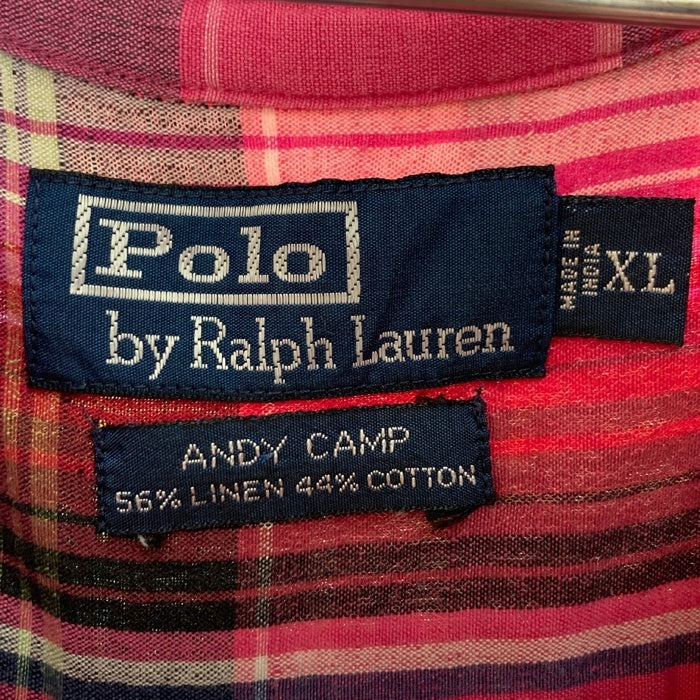 Polo
by Ralph Lauren
MADE IN
INDIA
XL
ANDY CAMP
56% LINEN 44% COTTON